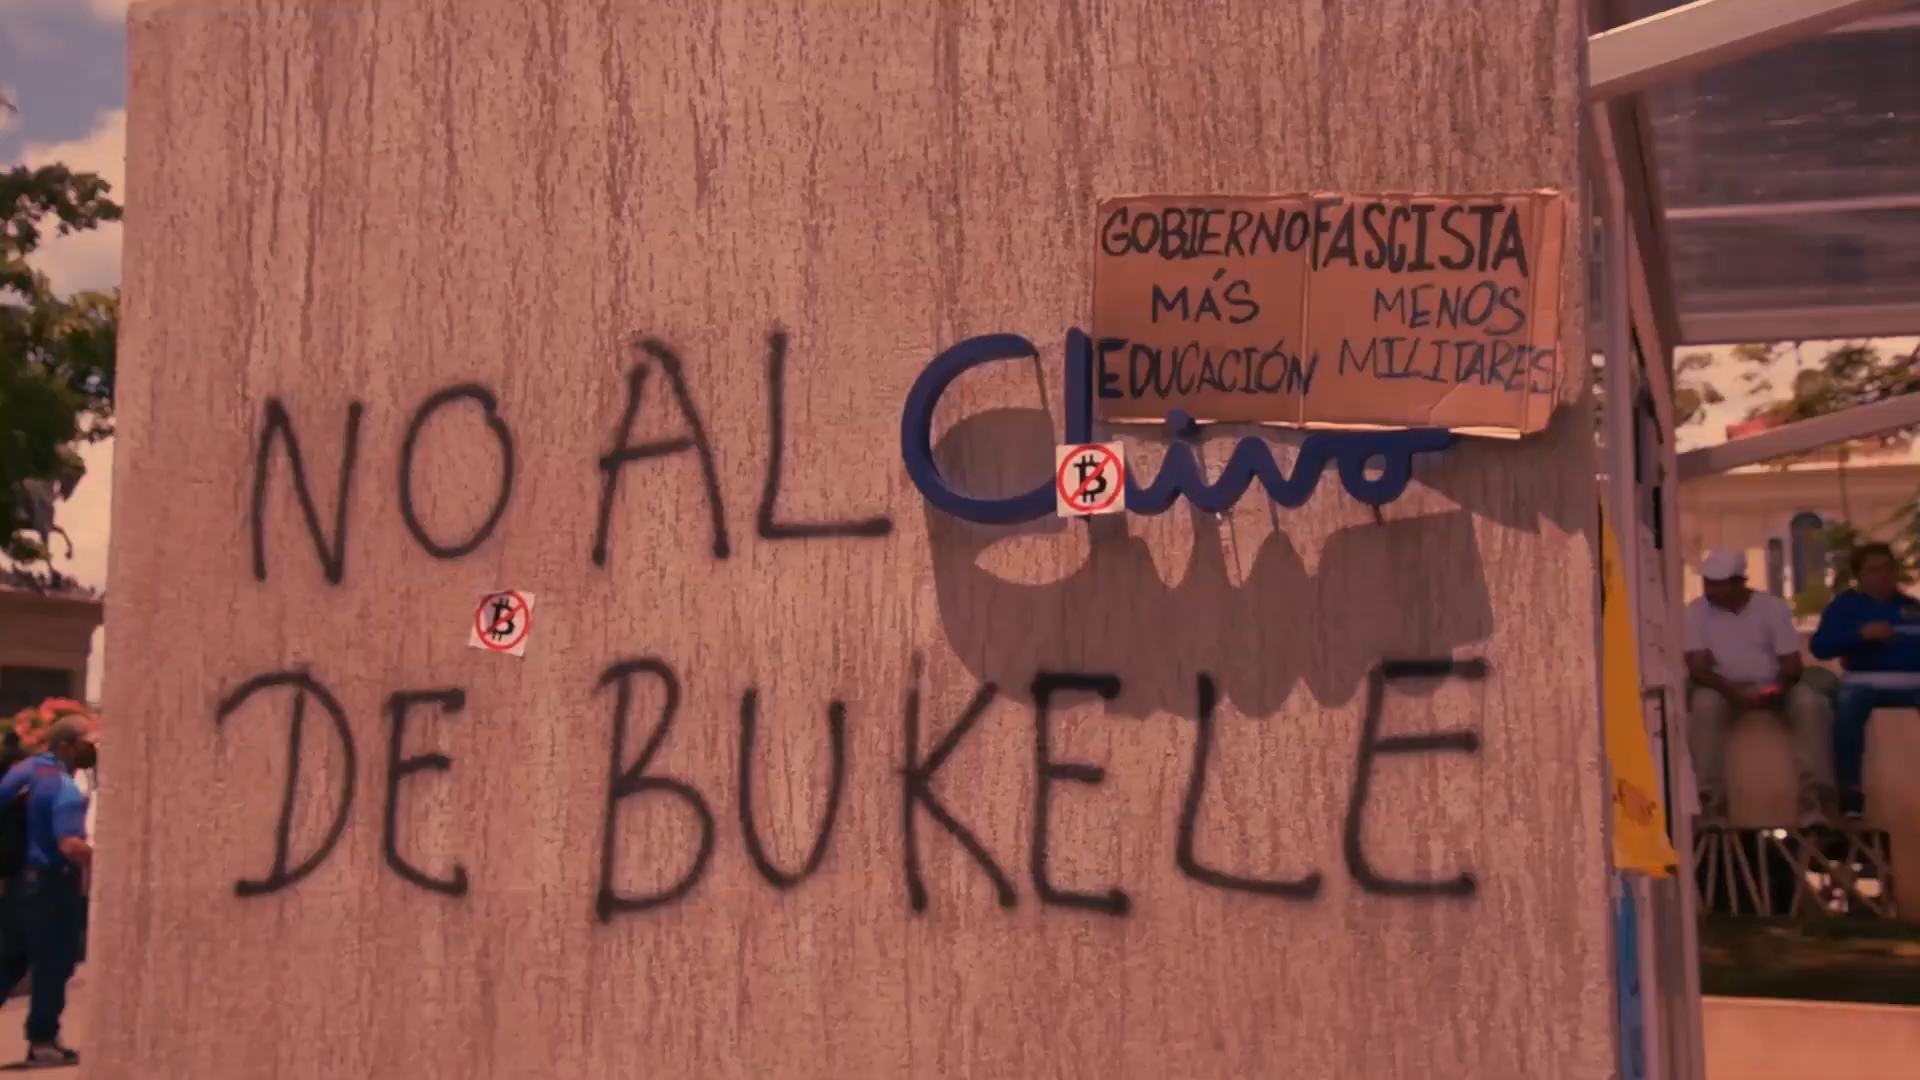 GOBIERNO FASCISTA
MÁS MENOS
EDUCACIÓN MILITARES
NO AL Chivo
DE BUKELE